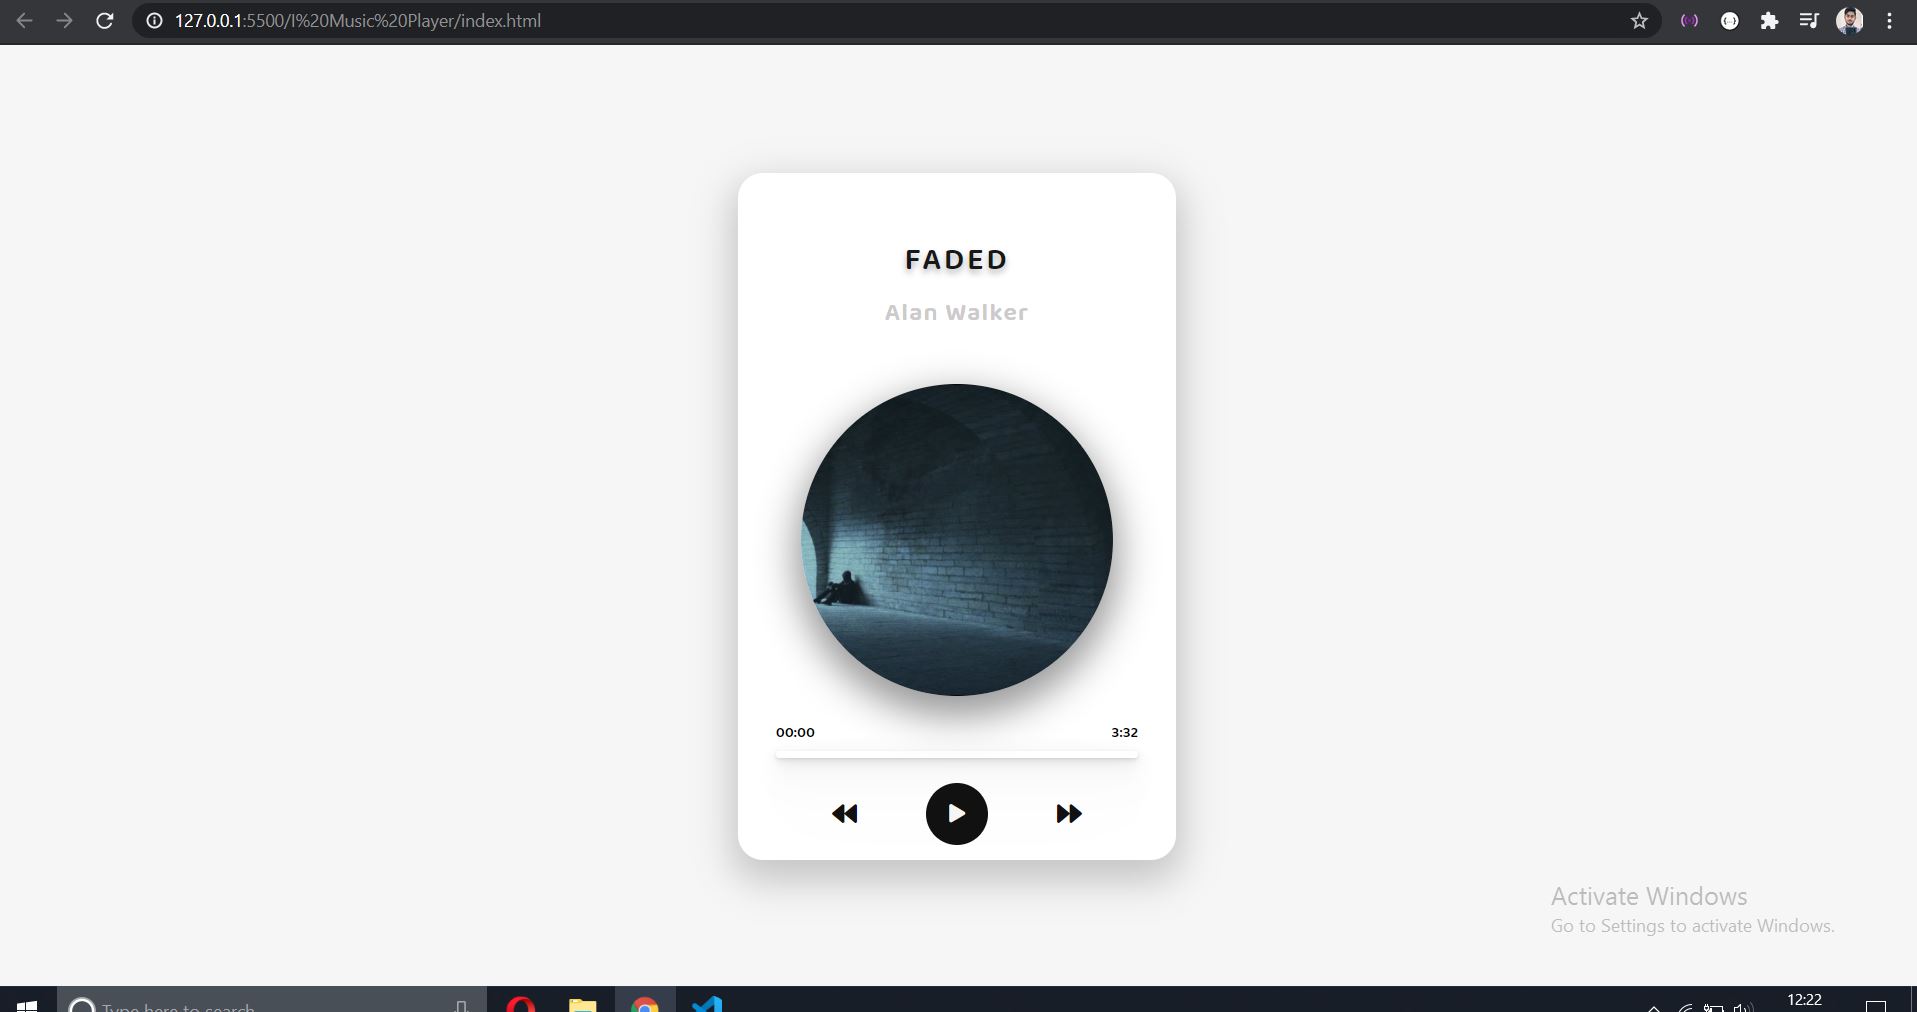 127.0.0.1:5500/I%20Music%20Player/index.html
FADED
Alan Walker
00:00 3:32
Activate Windows
Go to Settings to activate Windows.
Type here to search
12:22